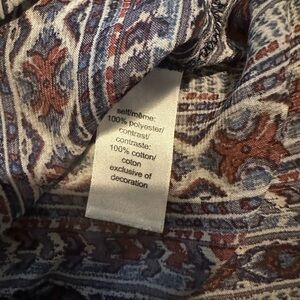 self/même:
100% polyester/
contrast/
contraste:
100% cotton/
coton
exclusive of
decoration